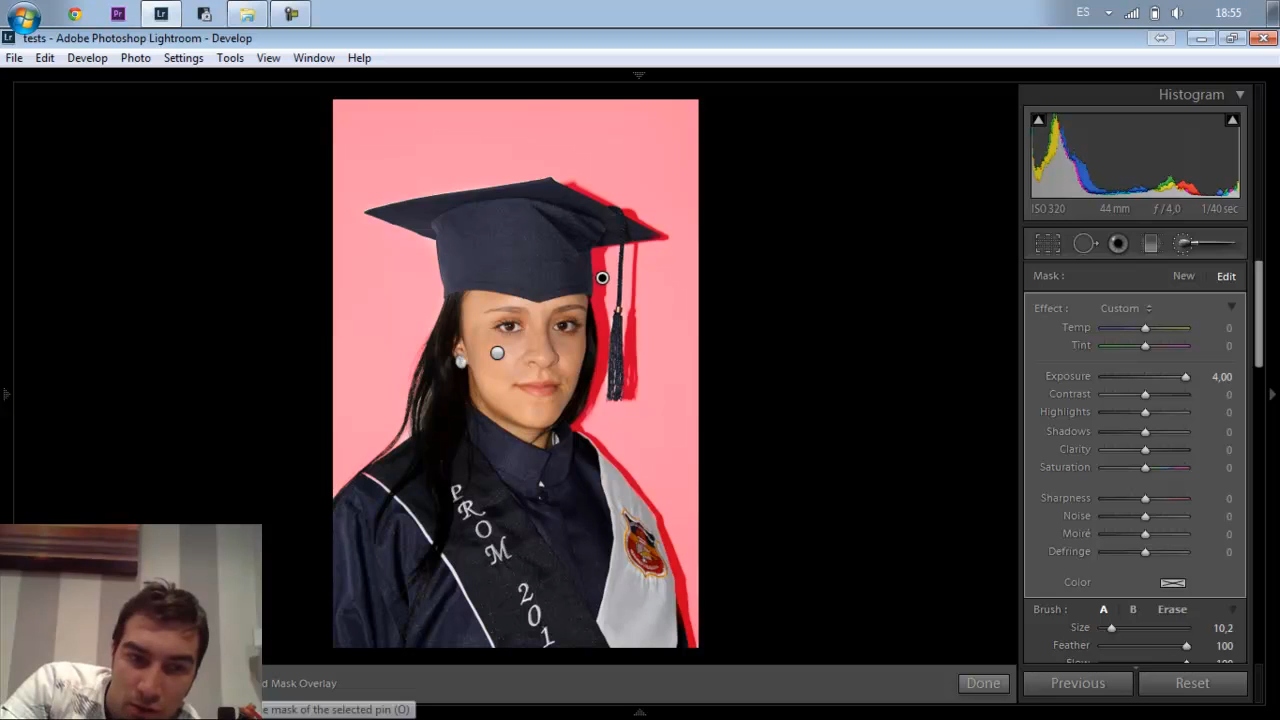 ES
18:55
tests - Adobe Photoshop Lightroom - Develop
File Edit Develop Photo Settings Tools View Window Help
Histogram
ISO 320 44 mm ƒ/4,0 1/40 sec
Mask : New Edit
Effect : Custom
Temp 0
Tint 0
Exposure 4,00
Contrast 0
Highlights 0
Shadows 0
Clarity 0
Saturation 0
Sharpness 0
Noise 0
Moiré 0
Defringe 0
Color
Brush : A B Erase
Size 10,2
Feather 100
Previous Reset
PROM 201
Mask Overlay
Done
mask of the selected pin (O)
Pr
Lr
Lr